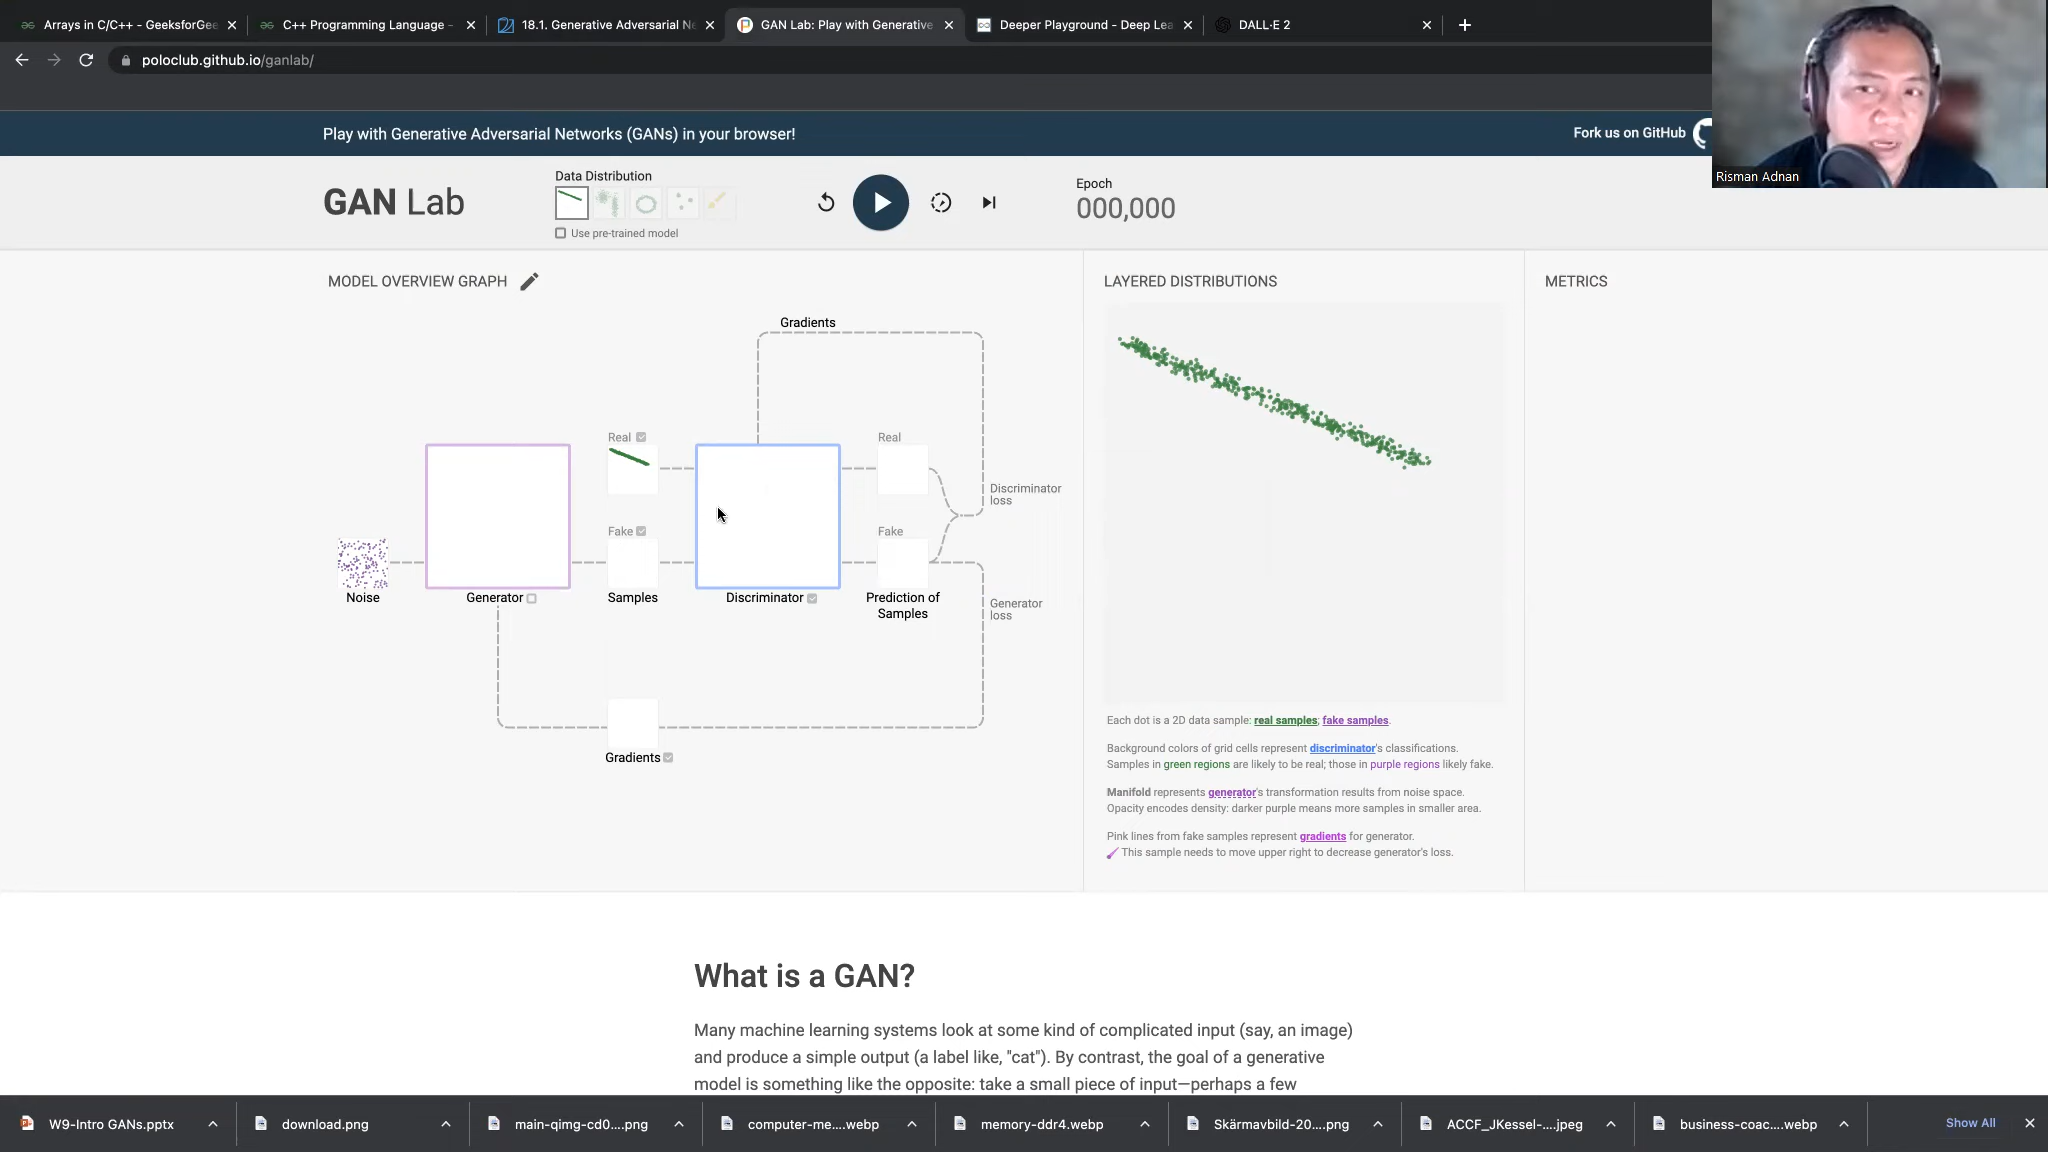 Arrays in C/C++ - GeeksforGee
C++ Programming Language -
18.1. Generative Adversarial Ne
GAN Lab: Play with Generative
Deeper Playground - Deep Lea
DALL·E 2
poloclub.github.io/ganlab/
Play with Generative Adversarial Networks (GANs) in your browser!
Fork us on GitHub
Risman Adnan
GAN Lab
Data Distribution
Use pre-trained model
Epoch
000,000
MODEL OVERVIEW GRAPH
LAYERED DISTRIBUTIONS
METRICS
Gradients
Real
Real
Discriminator
loss
Fake
Fake
Noise
Generator
Samples
Discriminator
Prediction of
Samples
Generator
loss
Gradients
Each dot is a 2D data sample: real samples; fake samples.
Background colors of grid cells represent discriminator's classifications.
Samples in green regions are likely to be real; those in purple regions likely fake.
Manifold represents generator's transformation results from noise space.
Opacity encodes density: darker purple means more samples in smaller area.
Pink lines from fake samples represent gradients for generator.
This sample needs to move upper right to decrease generator's loss.
What is a GAN?
Many machine learning systems look at some kind of complicated input (say, an image)
and produce a simple output (a label like, "cat"). By contrast, the goal of a generative
model is something like the opposite: take a small piece of input—perhaps a few
W9-Intro GANs.pptx
download.png
main-qimg-cd0....png
computer-me....webp
memory-ddr4.webp
Skärmavbild-20....png
ACCF_JKessel-....jpeg
business-coac....webp
Show All